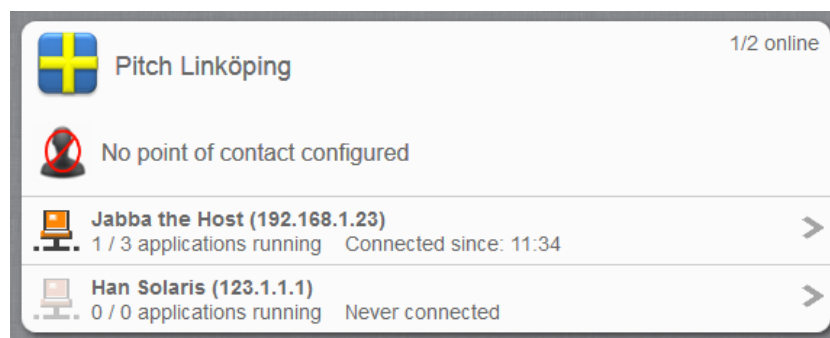 Pitch Linköping
1/2 online
No point of contact configured
Jabba the Host (192.168.1.23)
1 / 3 applications running Connected since: 11:34
Han Solaris (123.1.1.1)
0 / 0 applications running Never connected